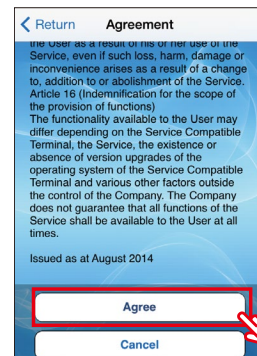 Return Agreement
the User as a result of his or her use of the
Service, even if such loss, harm, damage or
inconvenience arises as a result of a change
to, addition to or abolishment of the Service.
Article 16 (Indemnification for the scope of
the provision of functions)
The functionality available to the User may
differ depending on the Service Compatible
Terminal, the Service, the existence or
absence of version upgrades of the
operating system of the Service Compatible
Terminal and various other factors outside
the control of the Company. The Company
does not guarantee that all functions of the
Service shall be available to the User at all
times.
Issued as at August 2014
Agree
Cancel